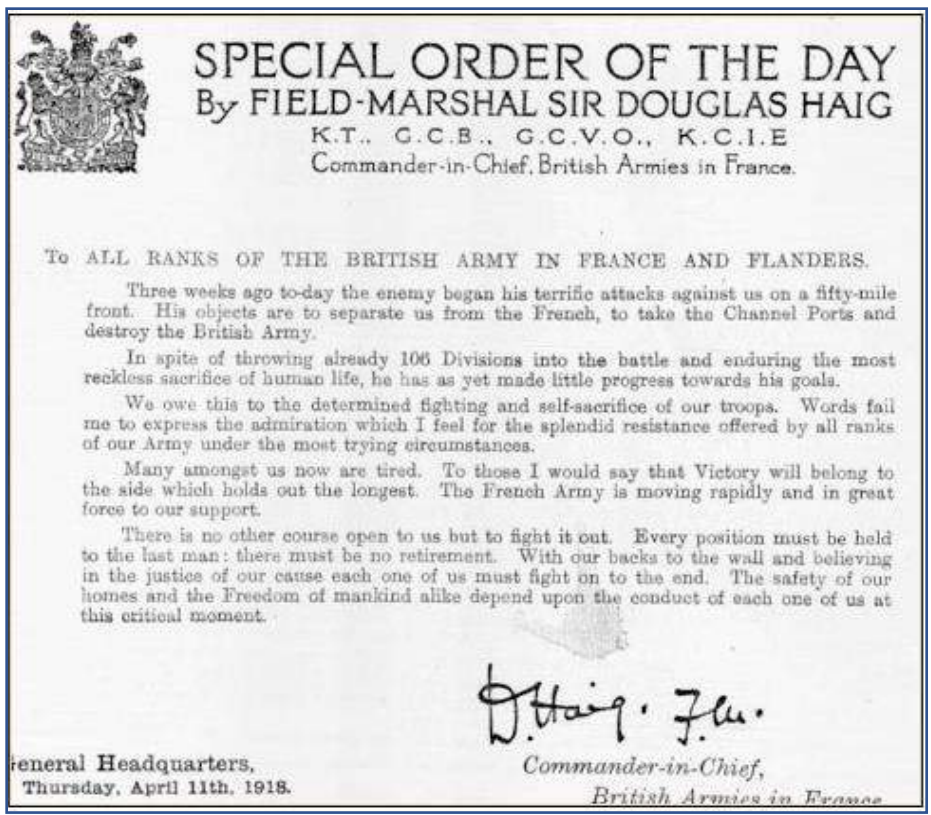 SPECIAL ORDER OF THE DAY
By FIELD-MARSHAL SIR DOUGLAS HAIG
K.T., G.C.B., G.C.V.O., K.C.I.E
Commander-in-Chief, British Armies in France.
To ALL RANKS OF THE BRITISH ARMY IN FRANCE AND FLANDERS.
Three weeks ago to-day the enemy began his terrific attacks against us on a fifty-mile
front. His objects are to separate us from the French, to take the Channel Ports and
destroy the British Army.
In spite of throwing already 106 Divisions into the battle and enduring the most
reckless sacrifice of human life, he has as yet made little progress towards his goals.
We owe this to the determined fighting and self-sacrifice of our troops. Words fail
me to express the admiration which I feel for the splendid resistance offered by all ranks
of our Army under the most trying circumstances.
Many amongst us now are tired. To those I would say that Victory will belong to
the side which holds out the longest. The French Army is moving rapidly and in great
force to our support.
There is no other course open to us but to fight it out. Every position must be held
to the last man: there must be no retirement. With our backs to the wall and believing
in the justice of our cause each one of us must fight on to the end. The safety of our
homes and the Freedom of mankind alike depend upon the conduct of each one of us at
this critical moment.
D. Haig. F.M.
General Headquarters,
Thursday, April 11th, 1918.
Commander-in-Chief,
British Armies in France